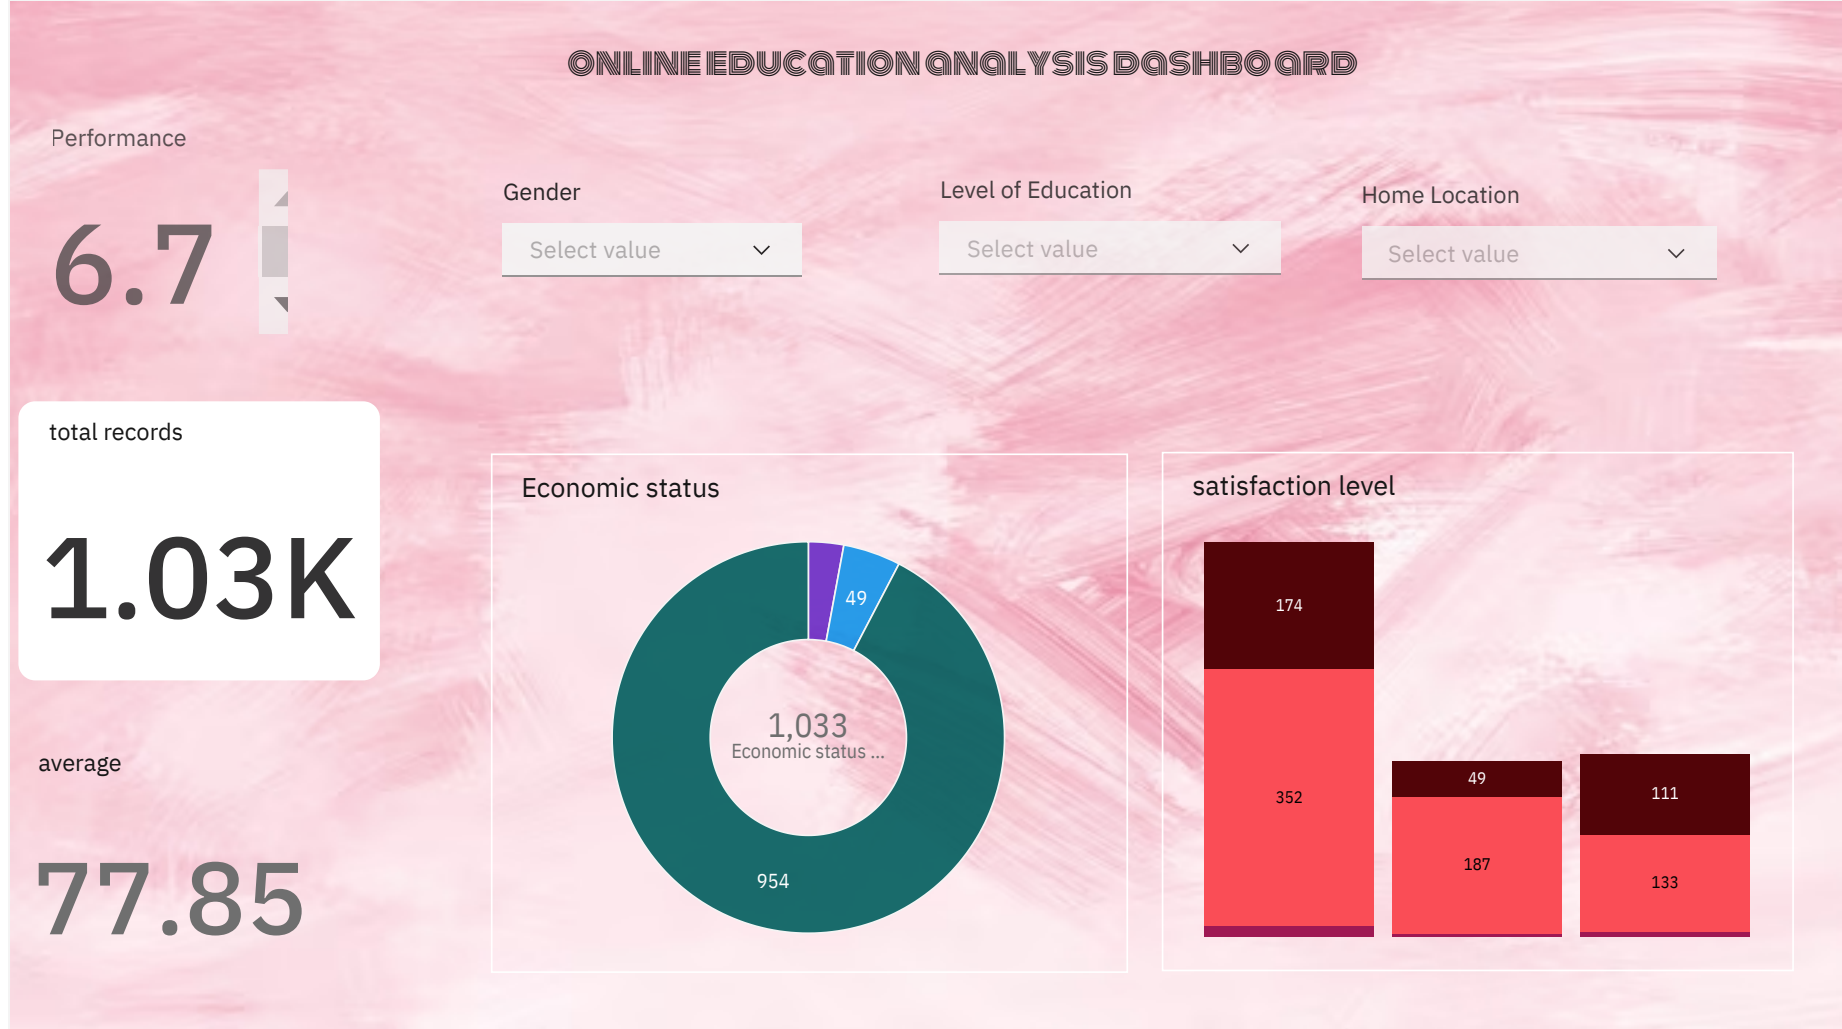 ONLINE EDUCATION ANALYSIS DASHBOARD
Performance
6.7
Gender
Select value
Level of Education
Select value
Home Location
Select value
total records
1.03K
average
77.85
Economic status
49
1,033
Economic status ...
954
satisfaction level
174
352
49
187
111
133